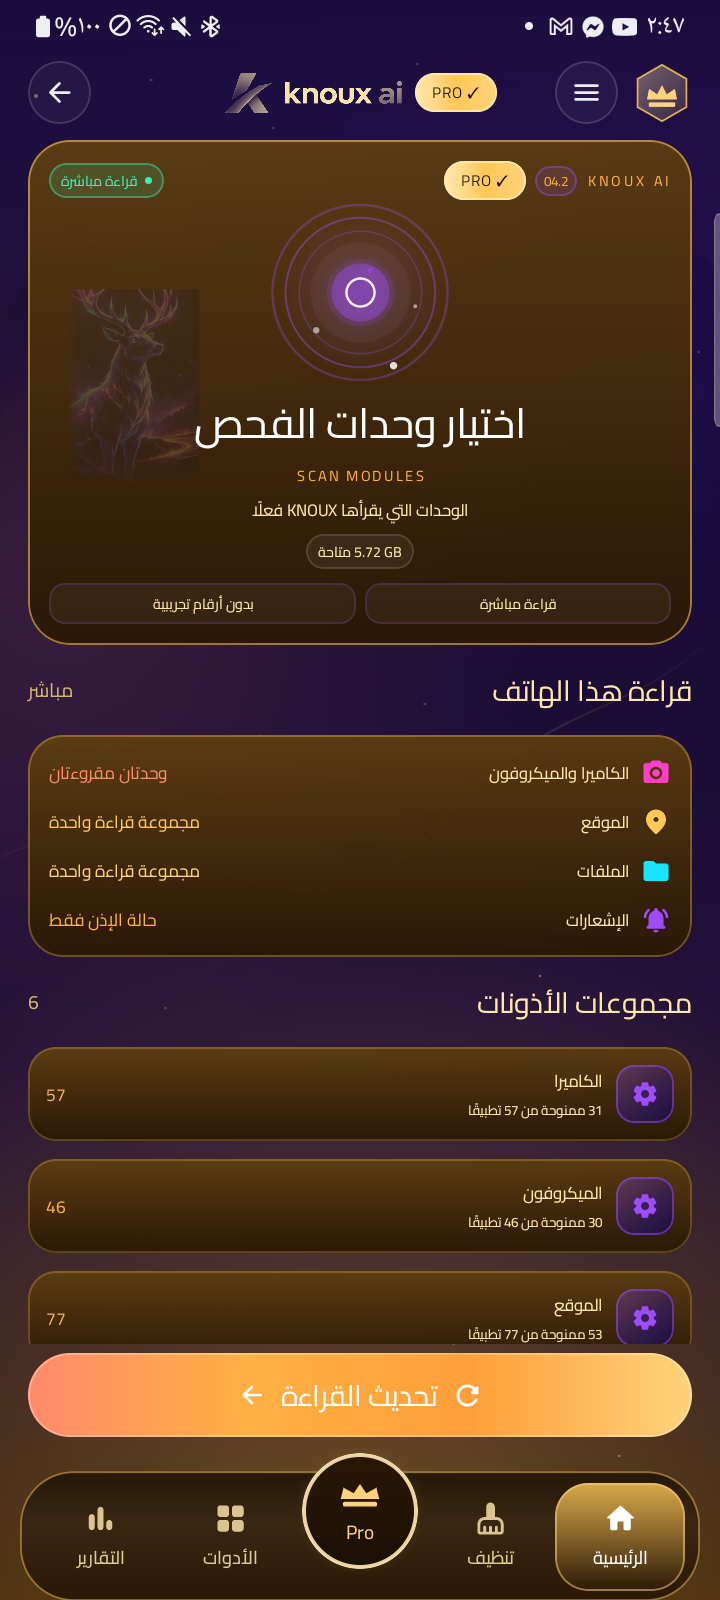 %١٠٠
٢:٤٧
knoux ai
PRO ✓
KNOUX AI
04.2
PRO ✓
قراءة مباشرة
اختيار وحدات الفحص
SCAN MODULES
الوحدات التي يقرأها KNOUX فعلًا
5.72 GB متاحة
قراءة مباشرة
بدون أرقام تجريبية
قراءة هذا الهاتف
مباشر
الكاميرا والميكروفون
وحدتان مقروءتان
الموقع
مجموعة قراءة واحدة
الملفات
مجموعة قراءة واحدة
الإشعارات
حالة الإذن فقط
مجموعات الأذونات
6
الكاميرا
31 ممنوحة من 57 تطبيقًا
57
الميكروفون
30 ممنوحة من 46 تطبيقًا
46
الموقع
53 ممنوحة من 77 تطبيقًا
77
تحديث القراءة
الرئيسية
تنظيف
Pro
الأدوات
التقارير